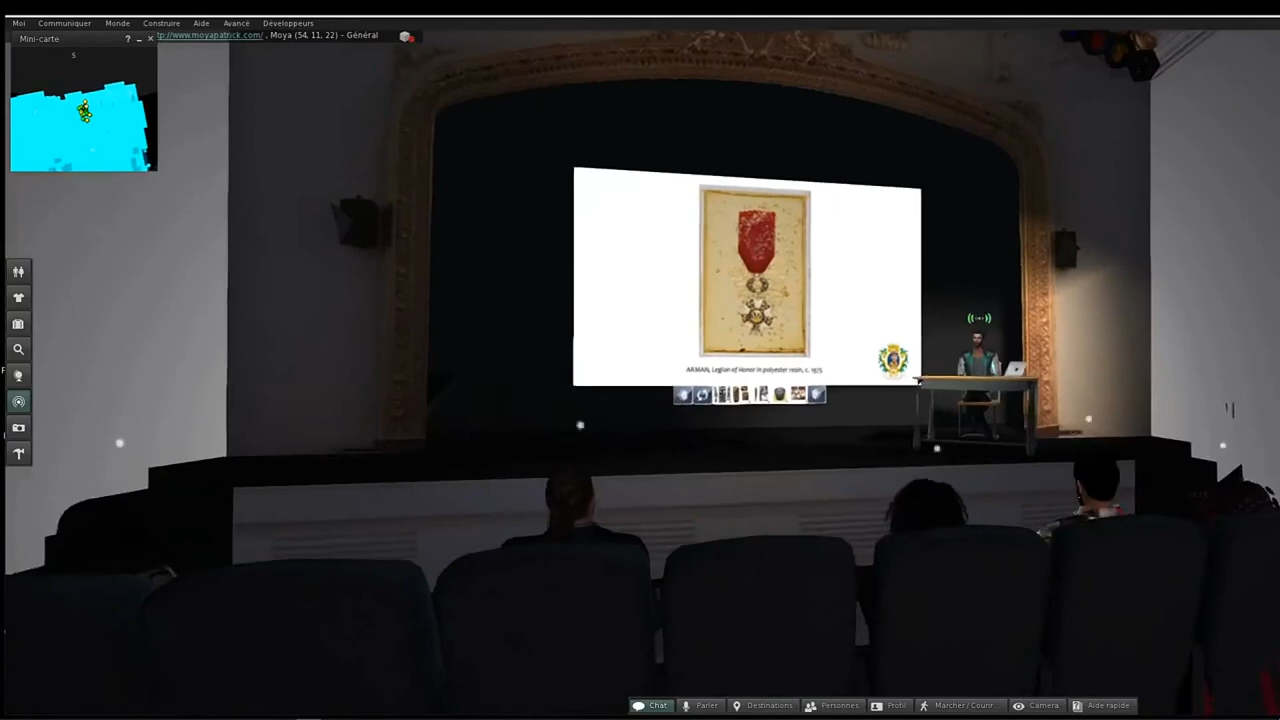 Moi Communiquer Monde Construire Aide Avancé Développeurs
Mini-carte ? _ × tp://www.moyapatrick.com/ , Moya (54, 11, 22) - Général
S
ARMAN, Legion of Honor in polyester resin, c. 1975
Chat Parler Destinations Personnes Profil Marcher / Courir... Caméra Aide rapide